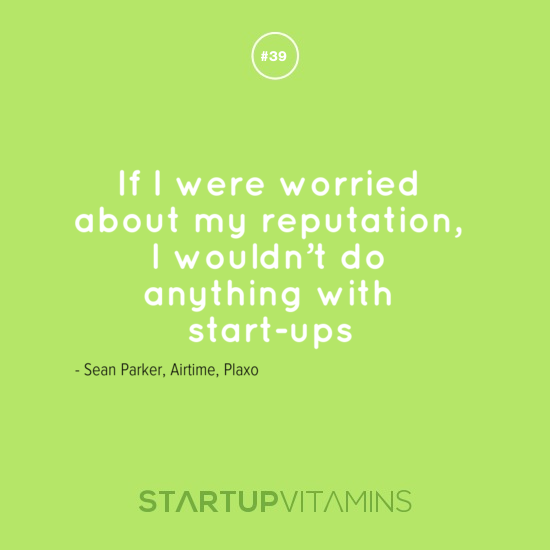 #39
If I were worried
about my reputation,
I wouldn't do
anything with
start-ups
- Sean Parker, Airtime, Plaxo
STARTUPVITAMINS